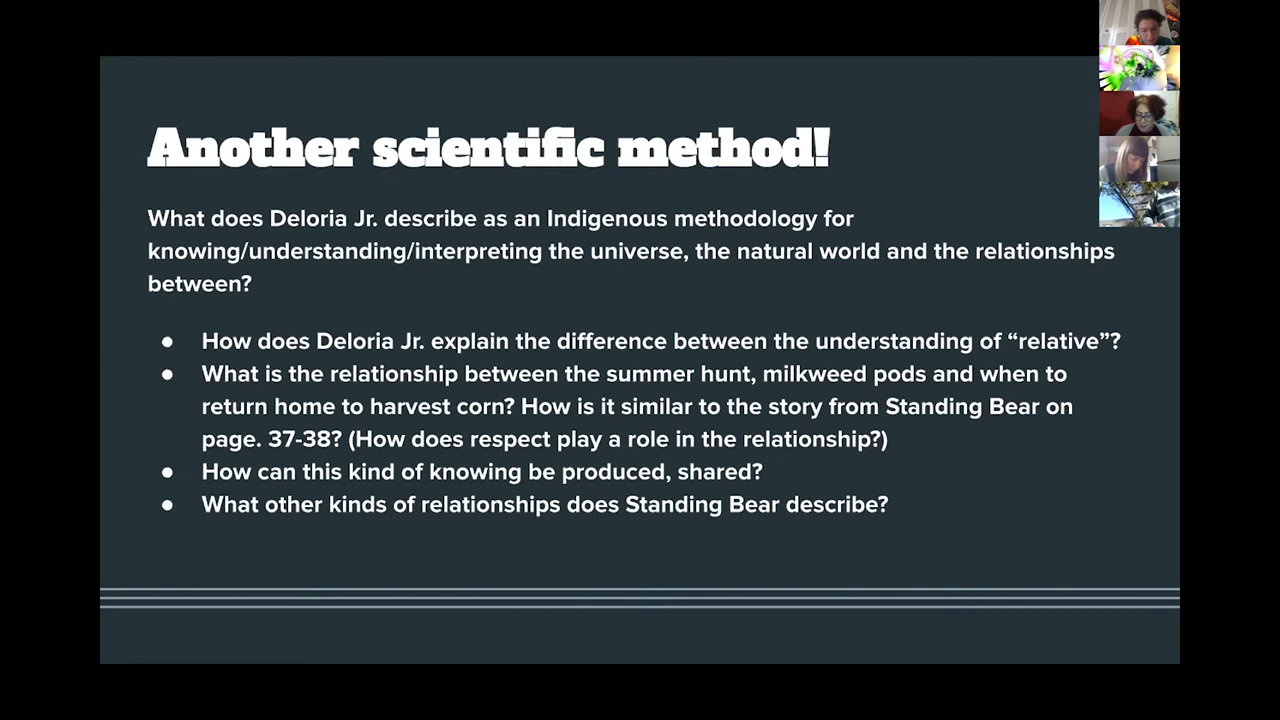 Another scientific method!
What does Deloria Jr. describe as an Indigenous methodology for
knowing/understanding/interpreting the universe, the natural world and the relationships
between?
● How does Deloria Jr. explain the difference between the understanding of “relative”?
● What is the relationship between the summer hunt, milkweed pods and when to
return home to harvest corn? How is it similar to the story from Standing Bear on
page. 37-38? (How does respect play a role in the relationship?)
● How can this kind of knowing be produced, shared?
● What other kinds of relationships does Standing Bear describe?